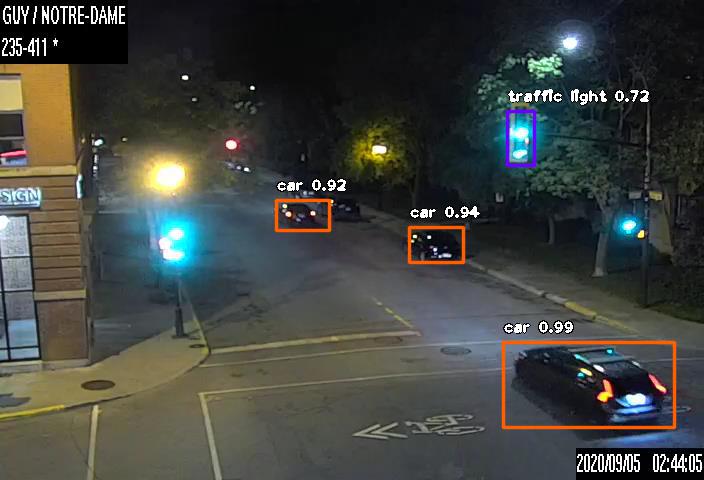 GUY / NOTRE-DAME
235-411 *
traffic light 0.72
car 0.92
car 0.94
SIGN
car 0.99
2020/09/05 02:44:05